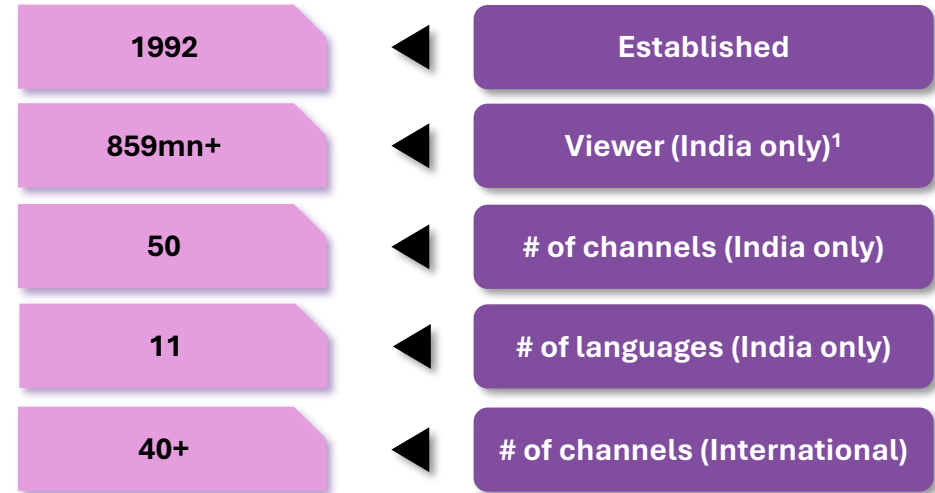 1992
Established
859mn+
Viewer (India only)¹
50
# of channels (India only)
11
# of languages (India only)
40+
# of channels (International)